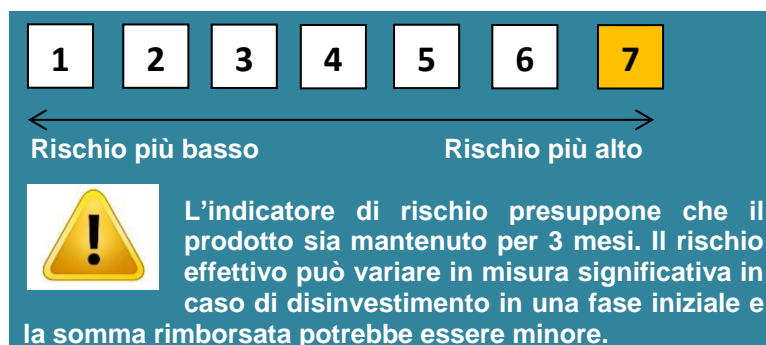 1 2 3 4 5 6 7
Rischio più basso Rischio più alto
!
L'indicatore di rischio presuppone che il
prodotto sia mantenuto per 3 mesi. Il rischio
effettivo può variare in misura significativa in
caso di disinvestimento in una fase iniziale e
la somma rimborsata potrebbe essere minore.